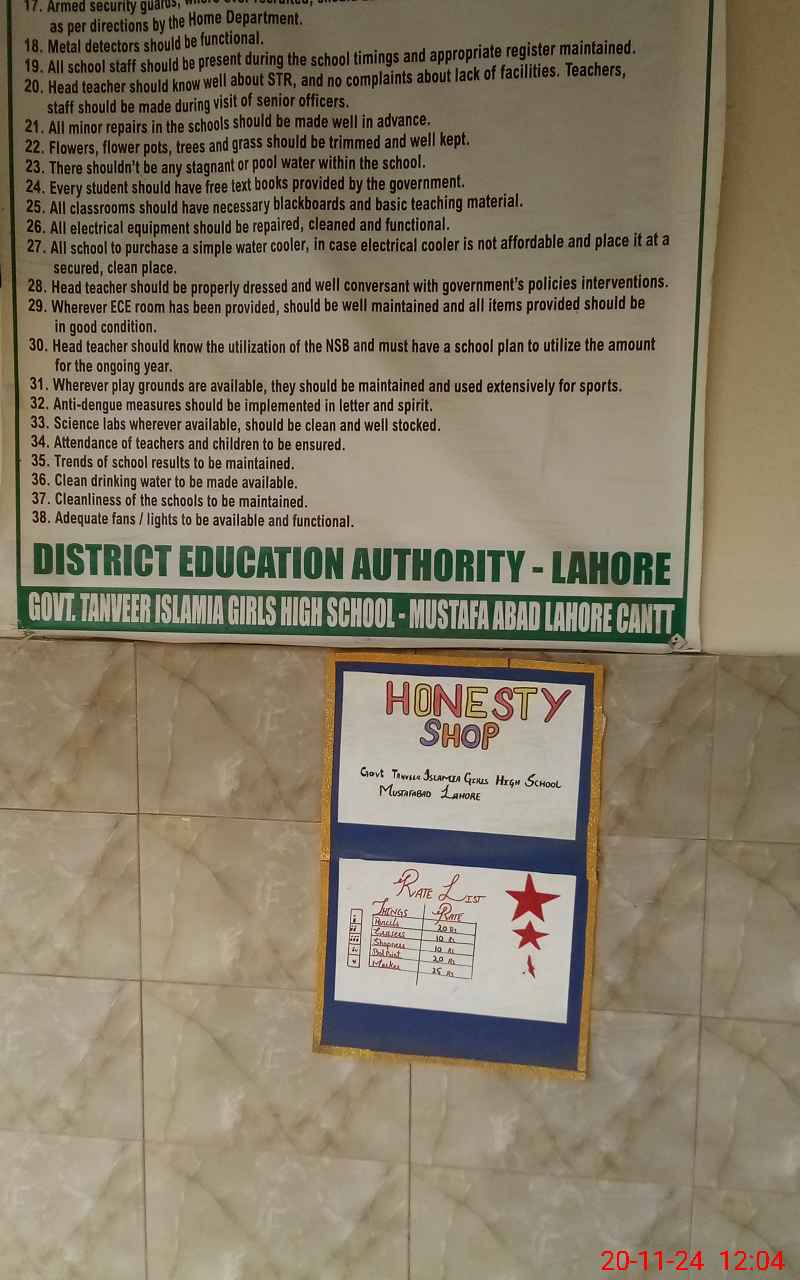 17. Armed security guards,
as per directions by the Home Department.
18. Metal detectors should be functional.
19. All school staff should be present during the school timings and appropriate register maintained.
20. Head teacher should know well about STR, and no complaints about lack of facilities. Teachers,
staff should be made during visit of senior officers.
21. All minor repairs in the schools should be made well in advance.
22. Flowers, flower pots, trees and grass should be trimmed and well kept.
23. There shouldn't be any stagnant or pool water within the school.
24. Every student should have free text books provided by the government.
25. All classrooms should have necessary blackboards and basic teaching material.
26. All electrical equipment should be repaired, cleaned and functional.
27. All school to purchase a simple water cooler, in case electrical cooler is not affordable and place it at a
secured, clean place.
28. Head teacher should be properly dressed and well conversant with government's policies interventions.
29. Wherever ECE room has been provided, should be well maintained and all items provided should be
in good condition.
30. Head teacher should know the utilization of the NSB and must have a school plan to utilize the amount
for the ongoing year.
31. Wherever play grounds are available, they should be maintained and used extensively for sports.
32. Anti-dengue measures should be implemented in letter and spirit.
33. Science labs wherever available, should be clean and well stocked.
34. Attendance of teachers and children to be ensured.
35. Trends of school results to be maintained.
36. Clean drinking water to be made available.
37. Cleanliness of the schools to be maintained.
38. Adequate fans / lights to be available and functional.
DISTRICT EDUCATION AUTHORITY - LAHORE
GOVT. TANVEER ISLAMIA GIRLS HIGH SCHOOL - MUSTAFA ABAD LAHORE CANTT
HONESTY
SHOP
Govt Tanveer Islamia Girls High School
Mustafabad Lahore
Rate List
Things Rate
i Pencils 20 Rs
ii Erasers 10 Rs
iii Shapness 10 Rs
iv 20 Rs
v Marker 25 Rs
20-11-24 12:04